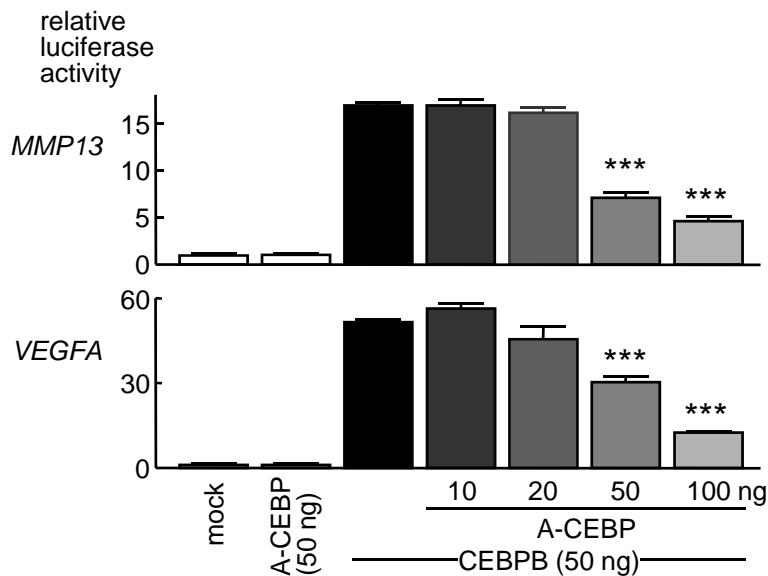 relative
luciferase
activity
MMP13
15
10
5
0
***
***
VEGFA
60
30
0
***
***
mock
A-CEBP
(50 ng)
10 20 50 100 ng
A-CEBP
CEBPB (50 ng)